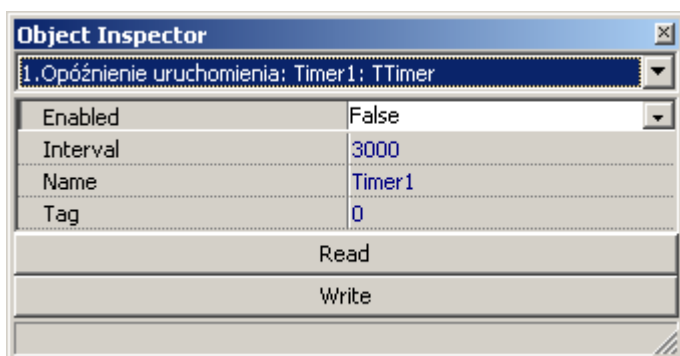 Object Inspector
1.Opóźnienie uruchomienia: Timer1: TTimer
Enabled False
Interval 3000
Name Timer1
Tag 0
Read
Write